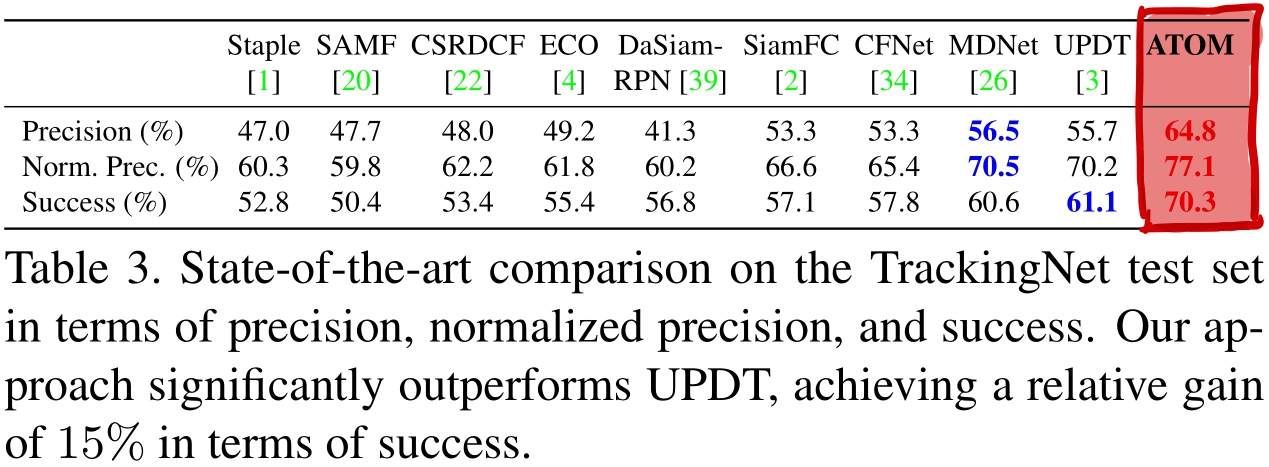 Staple SAMF CSRDCF ECO DaSiam- SiamFC CFNet MDNet UPDT ATOM
[1] [20] [22] [4] RPN [39] [2] [34] [26] [3]
Precision (%) 47.0 47.7 48.0 49.2 41.3 53.3 53.3 56.5 55.7 64.8
Norm. Prec. (%) 60.3 59.8 62.2 61.8 60.2 66.6 65.4 70.5 70.2 77.1
Success (%) 52.8 50.4 53.4 55.4 56.8 57.1 57.8 60.6 61.1 70.3
Table 3. State-of-the-art comparison on the TrackingNet test set
in terms of precision, normalized precision, and success. Our ap-
proach significantly outperforms UPDT, achieving a relative gain
of 15% in terms of success.